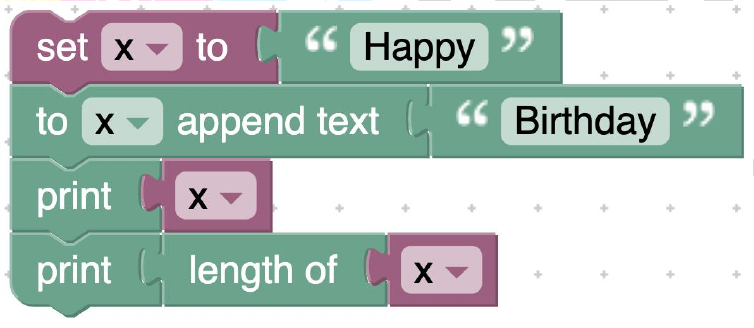 set x to “ Happy ”
to x append text “ Birthday ”
print x
print length of x